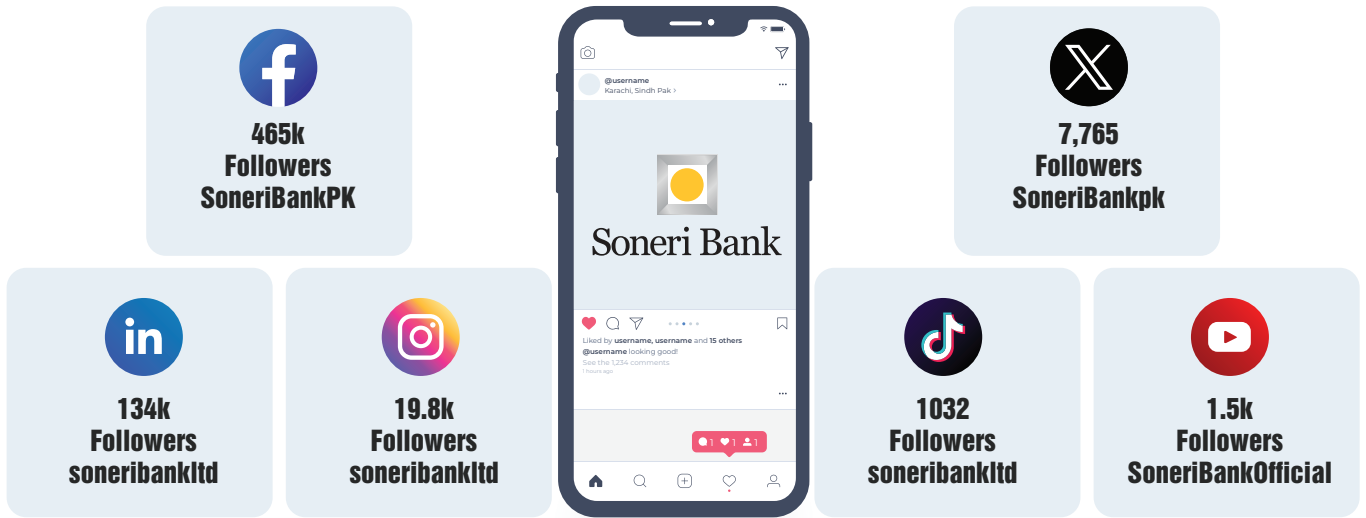 465k
Followers
SoneriBankPK
7,765
Followers
SoneriBankpk
134k
Followers
soneribankltd
19.8k
Followers
soneribankltd
@username
Karachi, Sindh Pak >
Soneri Bank
Liked by username, username and 15 others
@username looking good!
See the 1,234 comments
1 hours ago
1 1 1
1032
Followers
soneribankltd
1.5k
Followers
SoneriBankOfficial